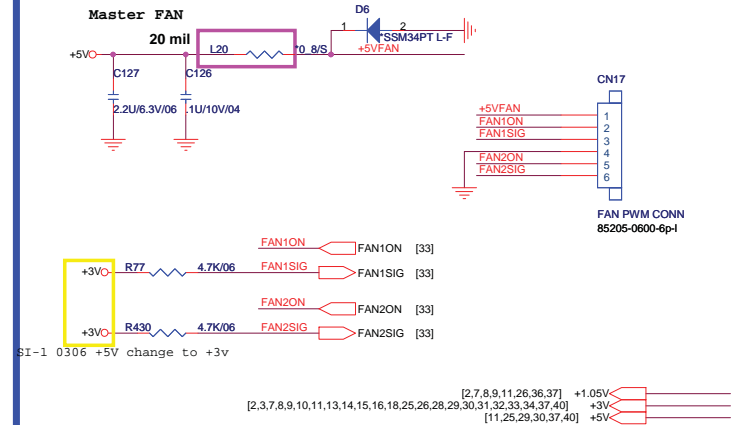 Master FAN
D6
1 2
20 mil
L20 *0_8/S
*SSM34PT L-F
+5V
+5VFAN
C127 C126
2.2U/6.3V/06 .1U/10V/04
CN17
+5VFAN 1
FAN1ON 2
FAN1SIG 3
4
FAN2ON 5
FAN2SIG 6
FAN PWM CONN
85205-0600-6p-l
FAN1ON FAN1ON [33]
+3V R77 4.7K/06 FAN1SIG FAN1SIG [33]
FAN2ON FAN2ON [33]
+3V R430 4.7K/06 FAN2SIG FAN2SIG [33]
SI-1 0306 +5V change to +3v
[2,7,8,9,11,26,36,37] +1.05V
[2,3,7,8,9,10,11,13,14,15,16,18,25,26,28,29,30,31,32,33,34,37,40] +3V
[11,25,29,30,37,40] +5V